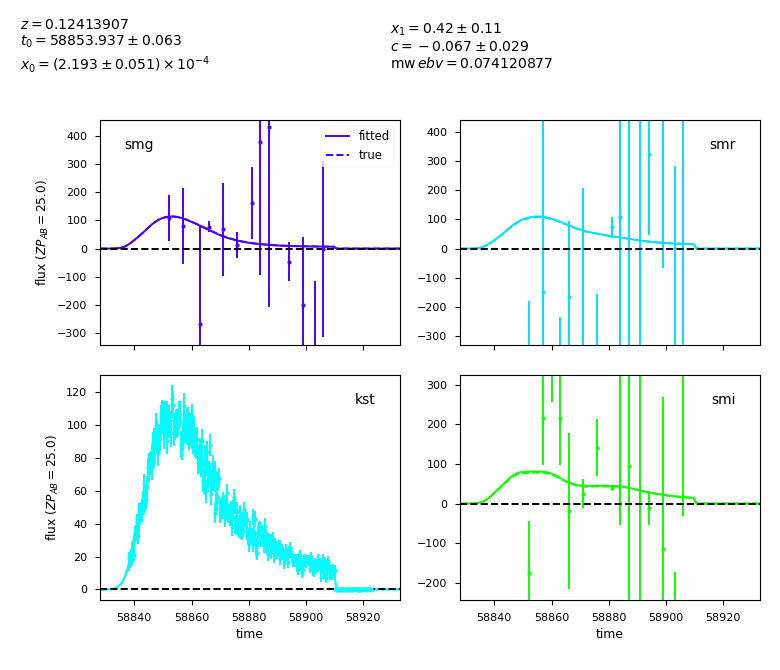 z = 0.12413907
t₀ = 58853.937 ± 0.063
x₀ = (2.193 ± 0.051) × 10⁻⁴
x₁ = 0.42 ± 0.11
c = −0.067 ± 0.029
mw ebv = 0.074120877
smg
fitted
true
400
300
200
100
0
−100
−200
−300
flux (ZP_AB = 25.0)
smr
400
300
200
100
0
−100
−200
−300
kst
120
100
80
60
40
20
0
flux (ZP_AB = 25.0)
58840 58860 58880 58900 58920
time
smi
300
200
100
0
−100
−200
58840 58860 58880 58900 58920
time